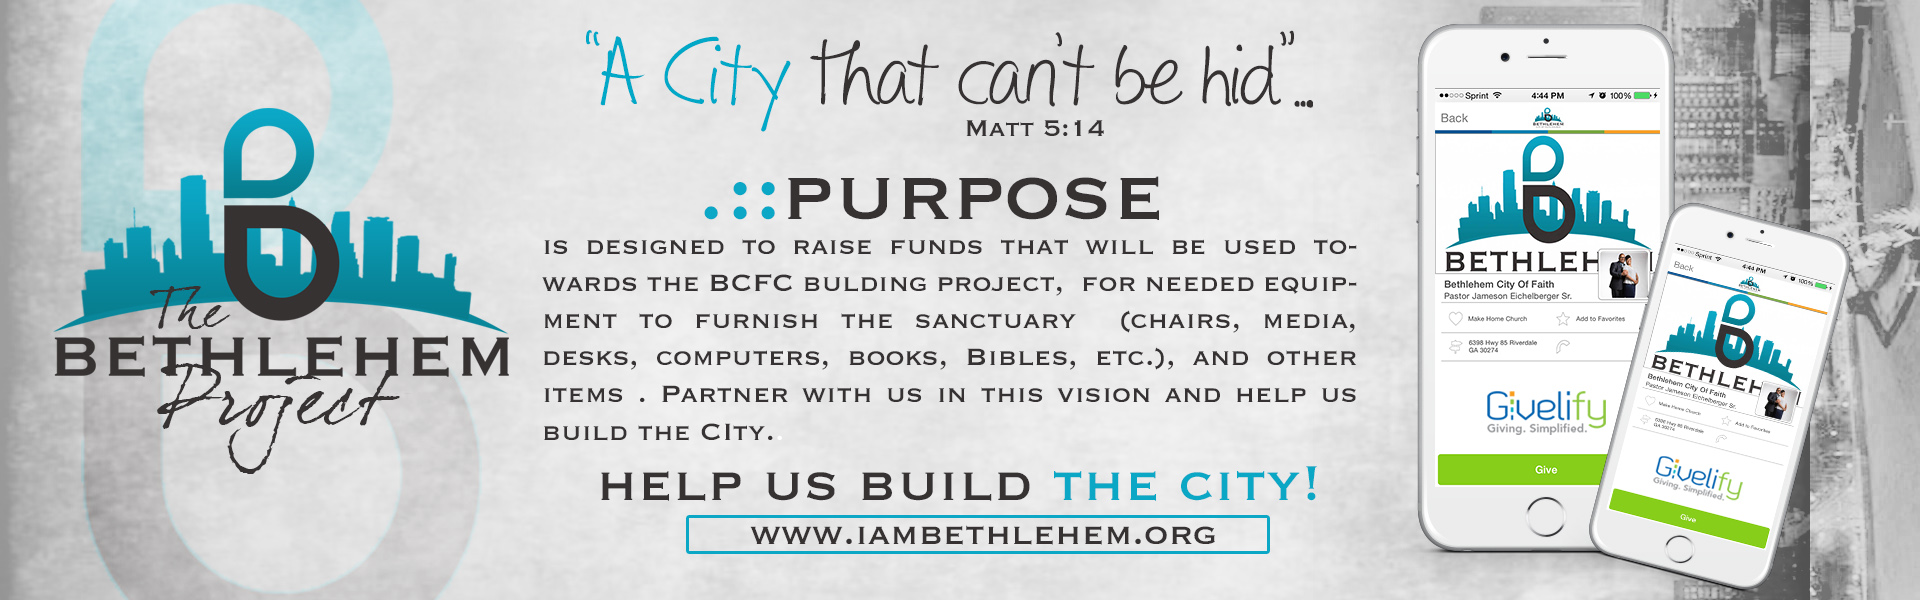 The
BETHLEHEM
Project
"A City That can't be hid"...
Matt 5:14
.:::PURPOSE
is designed to raise funds that will be used to-
wards the BCFC bulding project, for needed equip-
ment to furnish the sanctuary (chairs, media,
desks, computers, books, Bibles, etc.), and other
items . Partner with us in this vision and help us
build the CIty.
HELP US BUILD THE CITY!
WWW.IAMBETHLEHEM.ORG
Sprint 4:44 PM 100%
Back
BETHLEHEM
BETHLEH
Bethlehem City Of Faith
Pastor Jameson Eichelberger Sr.
Make Home Church Add to Favorites
6398 Hwy 85 Riverdale
GA 30274
Givelify
Giving. Simplified.
Give
Sprint 4:44 PM 100%
Back
BETHLEH
Bethlehem City Of Faith
Pastor Jameson Eichelberger Sr.
Make Home Church Add to Favorites
6398 Hwy 85 Riverdale
GA 30274
Givelify
Giving. Simplified.
Give